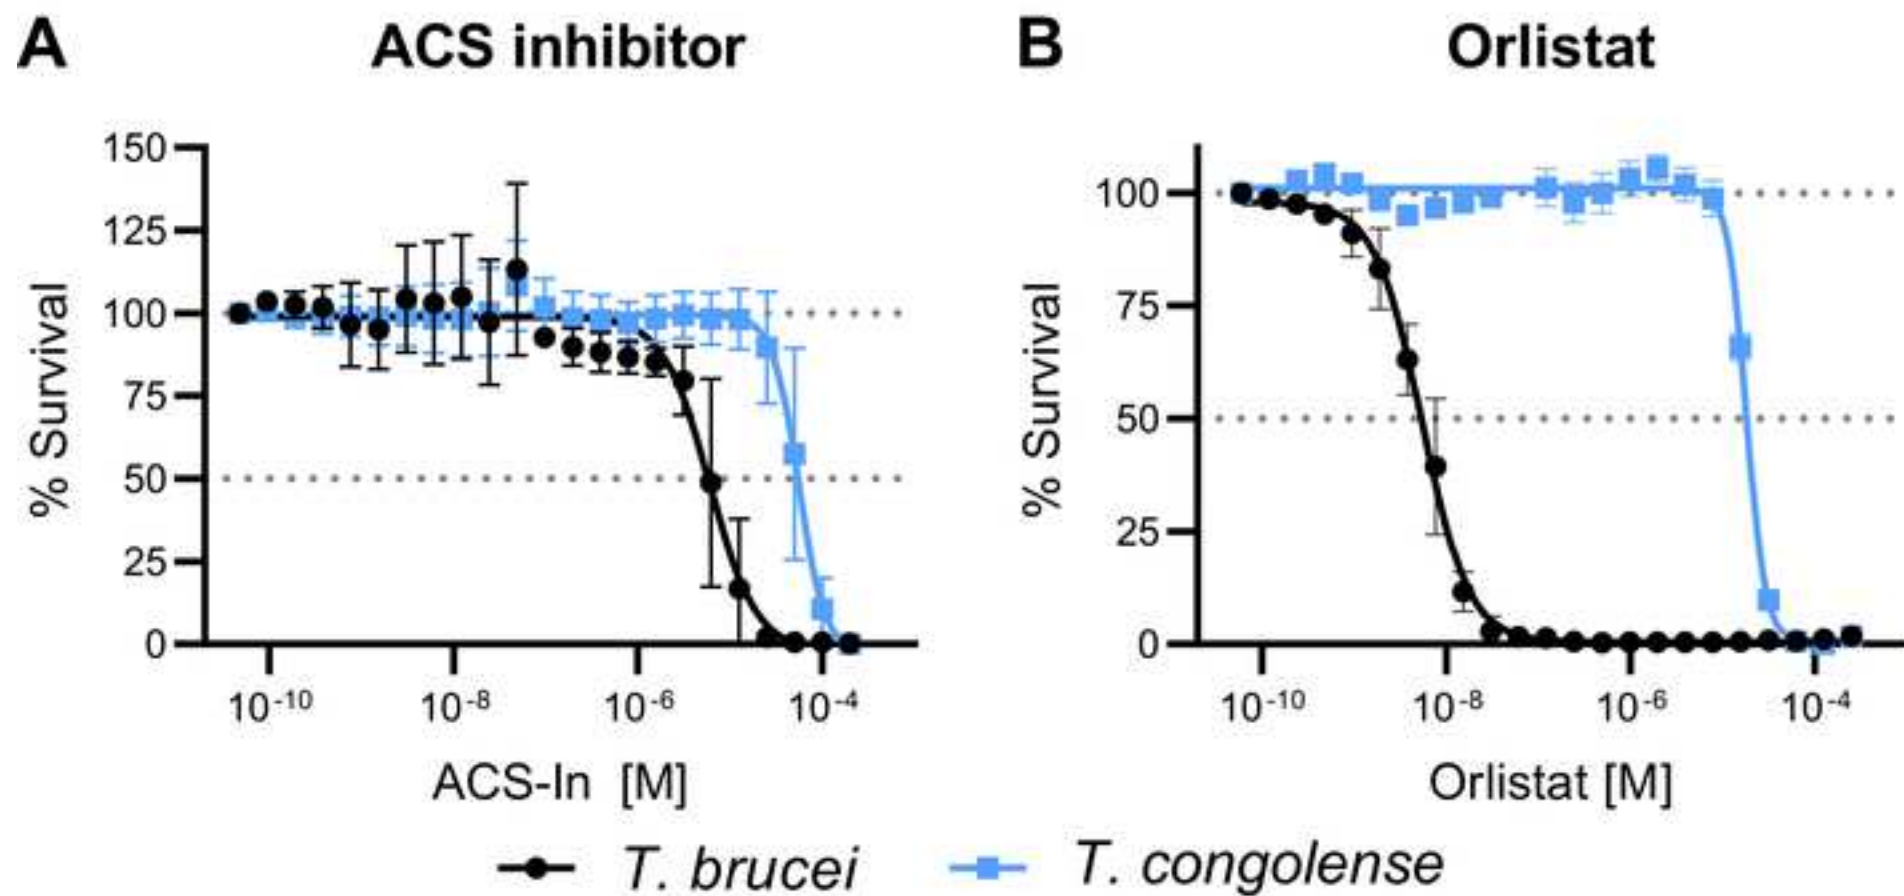 A ACS inhibitor
% Survival
150
125
100
75
50
25
0
10⁻¹⁰ 10⁻⁸ 10⁻⁶ 10⁻⁴
ACS-In [M]
B Orlistat
% Survival
100
75
50
25
0
10⁻¹⁰ 10⁻⁸ 10⁻⁶ 10⁻⁴
Orlistat [M]
T. brucei T. congolense